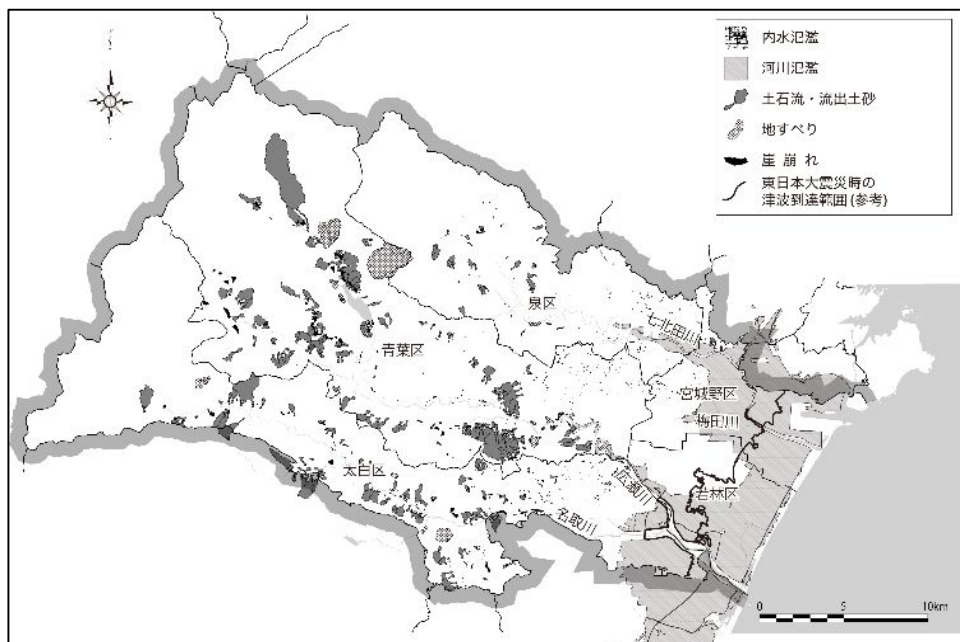 内水氾濫
河川氾濫
土石流・流出土砂
地すべり
崖崩れ
東日本大震災時の
津波到達範囲(参考)
泉区
七北田川
青葉区
宮城野区
梅田川
太白区
広瀬川
若林区
名取川
0 5 10km